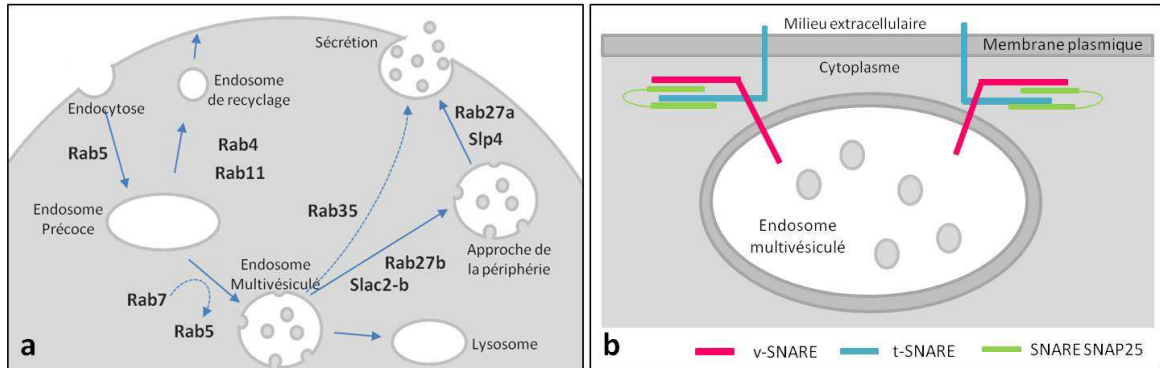 Sécrétion
Endocytose
Endosome
de recyclage
Rab5
Rab4
Rab11
Rab27a
Slp4
Endosome
Précoce
Rab35
Approche de
la périphérie
Endosome
Multivésiculé
Rab27b
Slac2-b
Rab7
Rab5
Lysosome
a
Milieu extracellulaire
Membrane plasmique
Cytoplasme
Endosome
multivésiculé
b
v-SNARE
t-SNARE
SNARE SNAP25